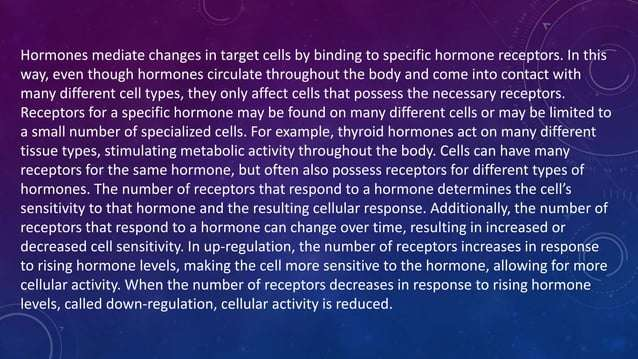 Hormones mediate changes in target cells by binding to specific hormone receptors. In this
way, even though hormones circulate throughout the body and come into contact with
many different cell types, they only affect cells that possess the necessary receptors.
Receptors for a specific hormone may be found on many different cells or may be limited to
a small number of specialized cells. For example, thyroid hormones act on many different
tissue types, stimulating metabolic activity throughout the body. Cells can have many
receptors for the same hormone, but often also possess receptors for different types of
hormones. The number of receptors that respond to a hormone determines the cell’s
sensitivity to that hormone and the resulting cellular response. Additionally, the number of
receptors that respond to a hormone can change over time, resulting in increased or
decreased cell sensitivity. In up-regulation, the number of receptors increases in response
to rising hormone levels, making the cell more sensitive to the hormone, allowing for more
cellular activity. When the number of receptors decreases in response to rising hormone
levels, called down-regulation, cellular activity is reduced.